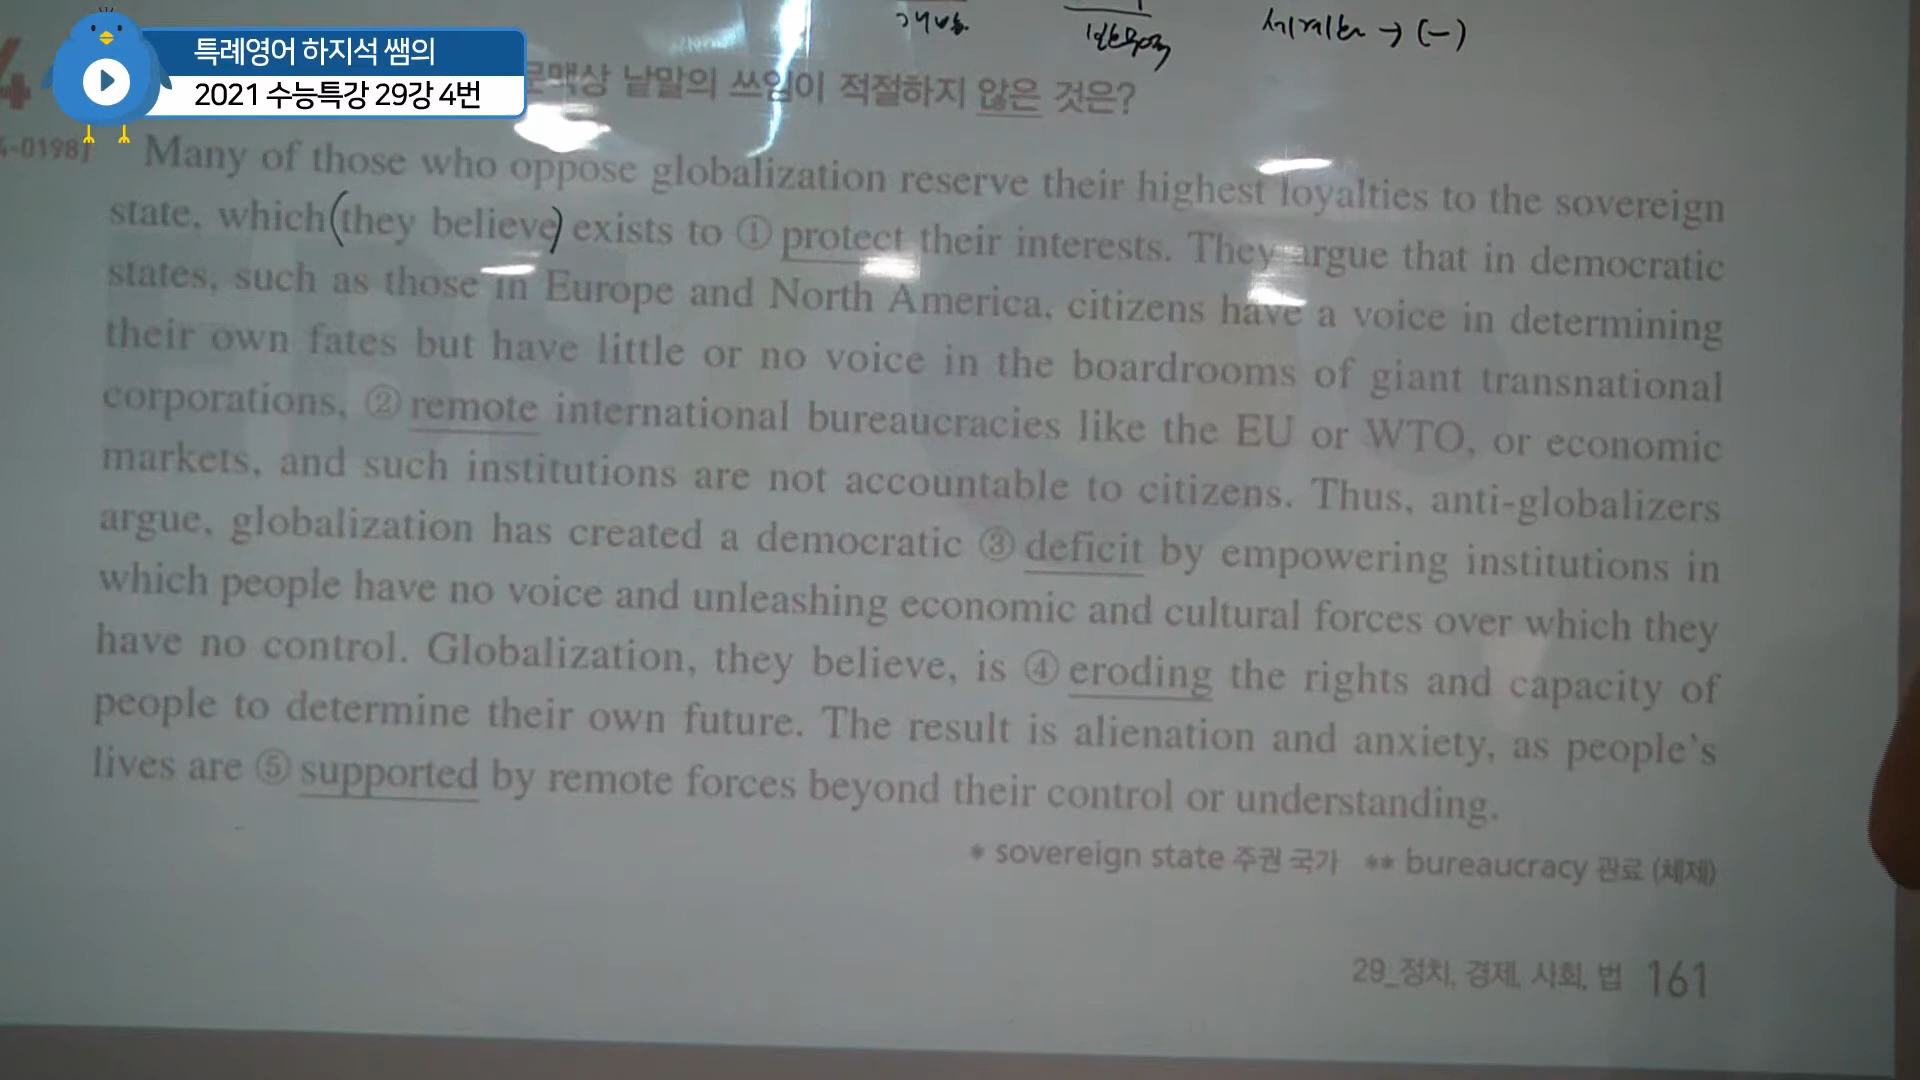 특례영어 하지석 쌤의
2021 수능특강 29강 4번
세계화 → (-)
4
문맥상 낱말의 쓰임이 적절하지 않은 것은?
-0198
Many of those who oppose globalization reserve their highest loyalties to the sovereign
state, which (they believe) exists to ① protect their interests. They argue that in democratic
states, such as those in Europe and North America, citizens have a voice in determining
their own fates but have little or no voice in the boardrooms of giant transnational
corporations, ② remote international bureaucracies like the EU or WTO, or economic
markets, and such institutions are not accountable to citizens. Thus, anti-globalizers
argue, globalization has created a democratic ③ deficit by empowering institutions in
which people have no voice and unleashing economic and cultural forces over which they
have no control. Globalization, they believe, is ④ eroding the rights and capacity of
people to determine their own future. The result is alienation and anxiety, as people's
lives are ⑤ supported by remote forces beyond their control or understanding.
* sovereign state 주권 국가 ** bureaucracy 관료 (체제)
29_정치, 경제, 사회, 법 161